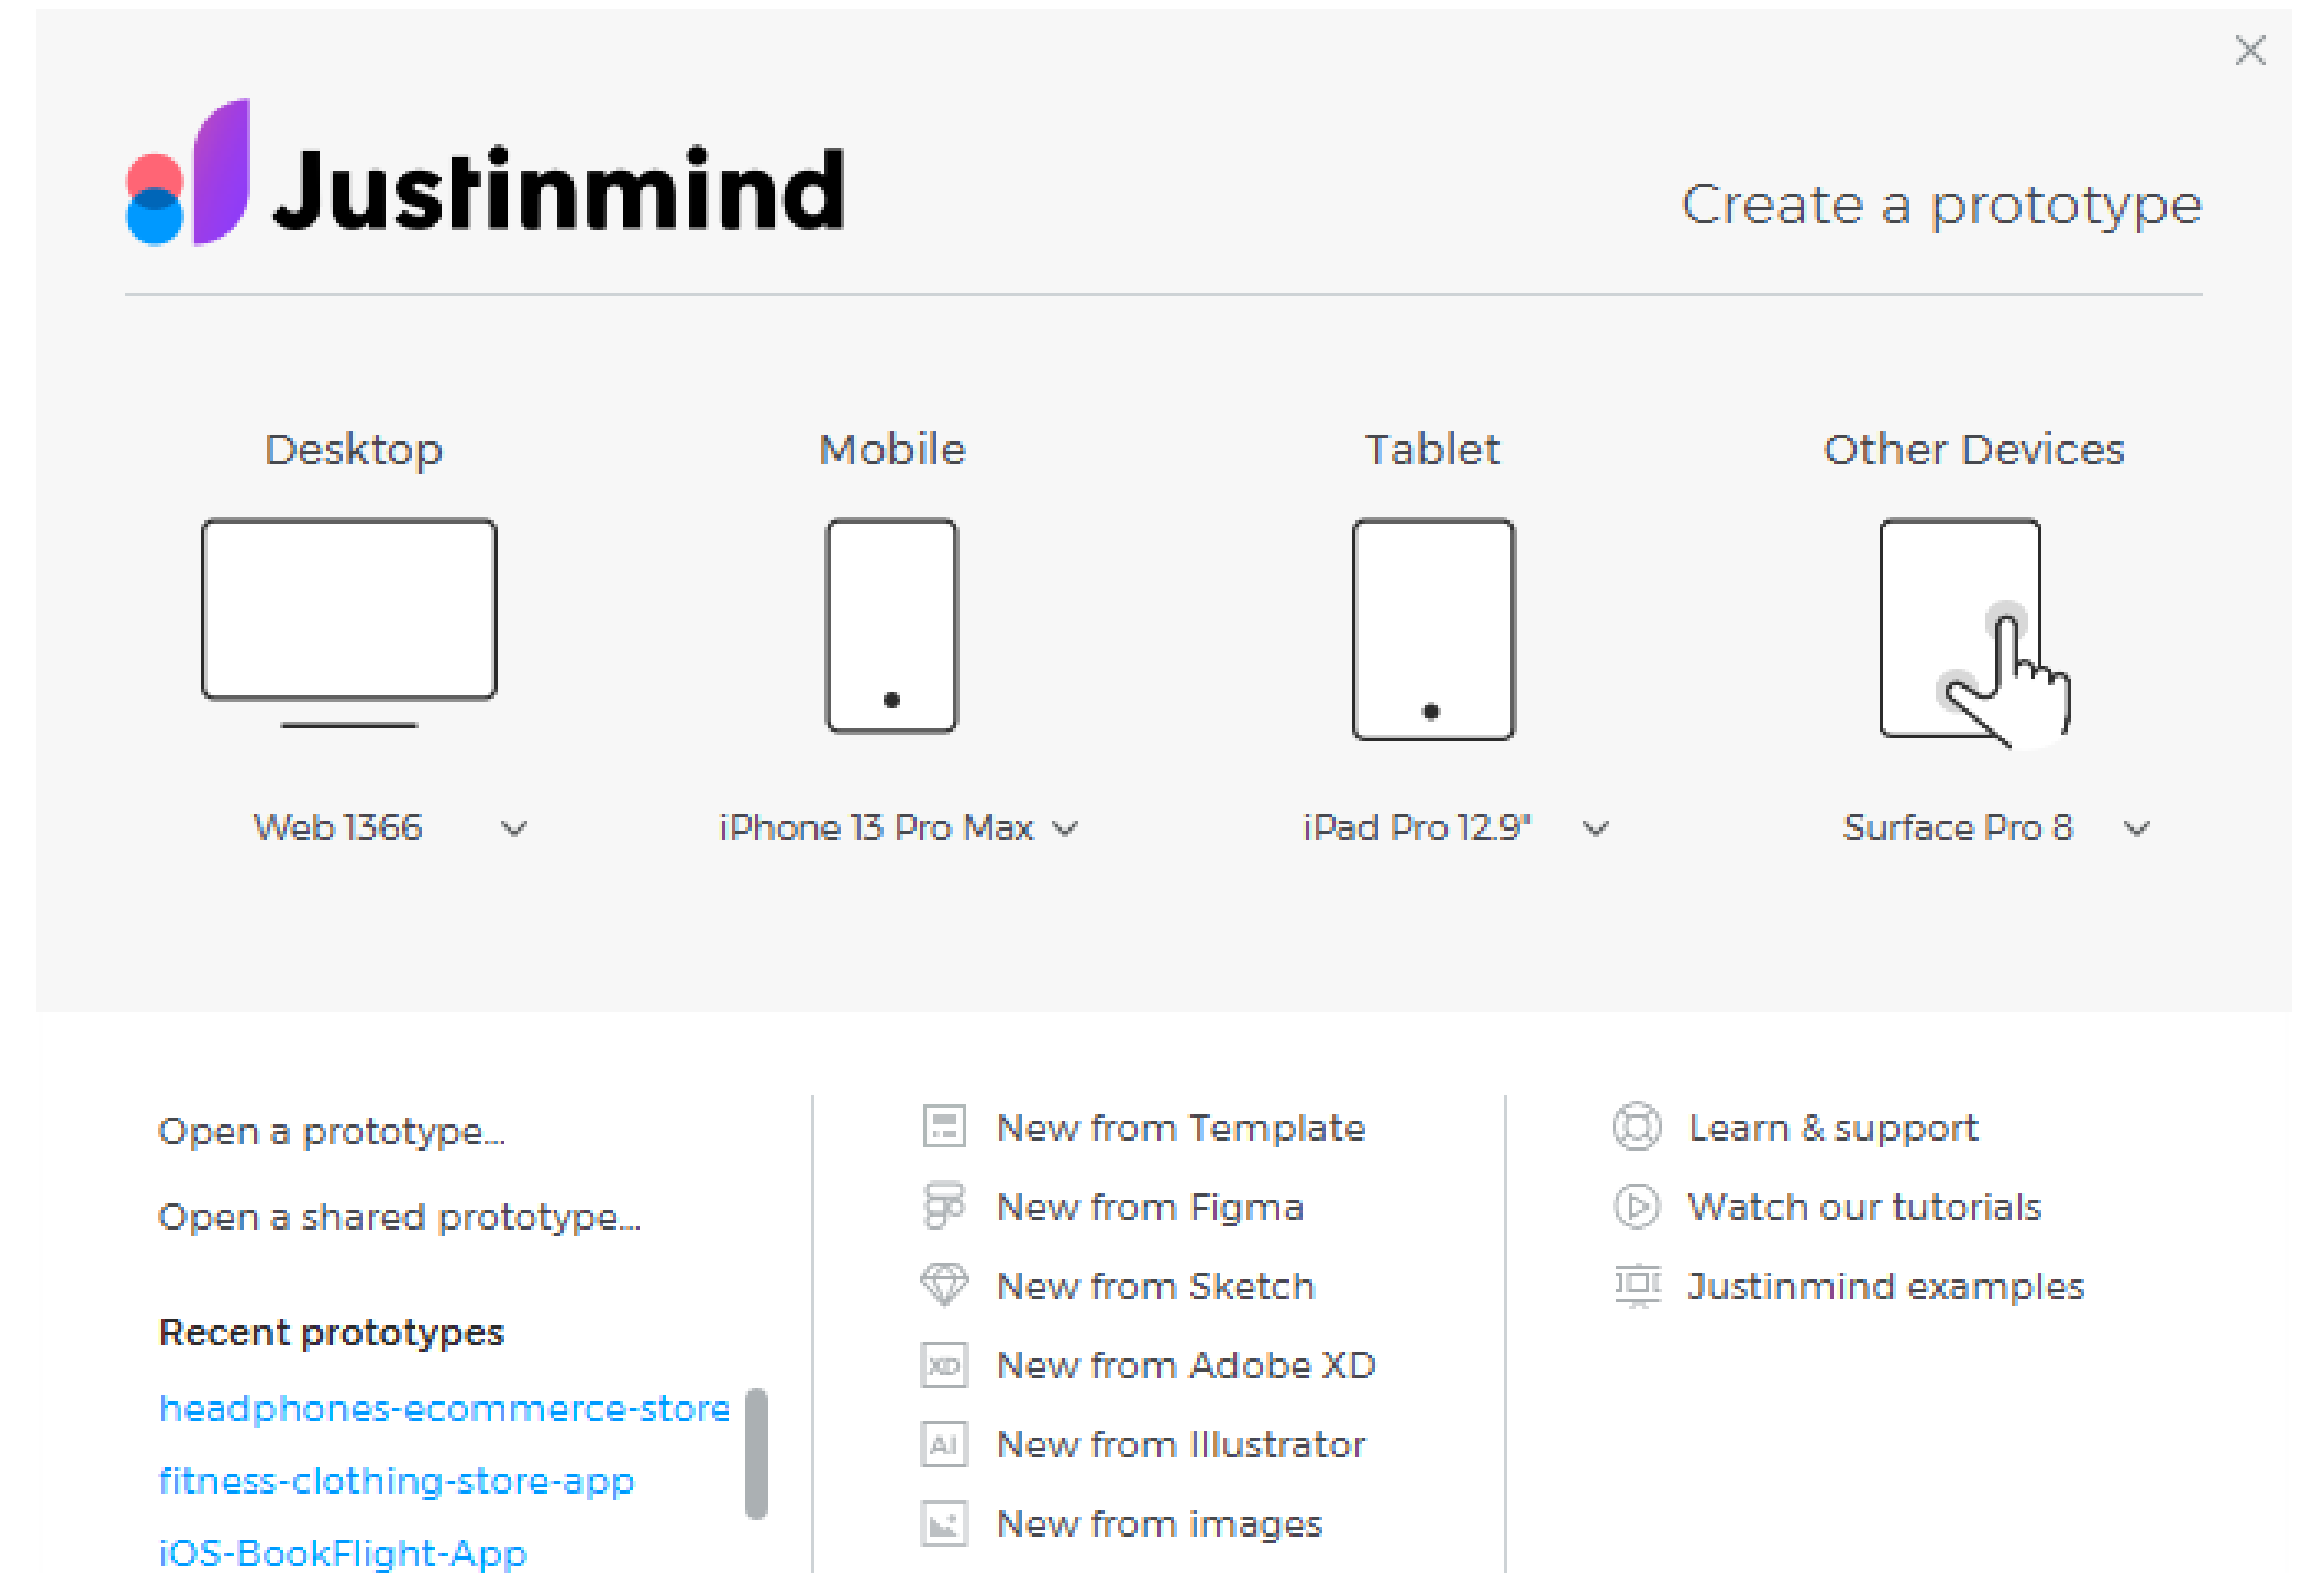 Justinmind
Create a prototype
Desktop
Mobile
Tablet
Other Devices
Web 1366
iPhone 13 Pro Max
iPad Pro 12.9"
Surface Pro 8
Open a prototype...
Open a shared prototype...
Recent prototypes
headphones-ecommerce-store
fitness-clothing-store-app
iOS-BookFlight-App
New from Template
New from Figma
New from Sketch
XD New from Adobe XD
AI New from Illustrator
New from images
Learn & support
Watch our tutorials
Justinmind examples